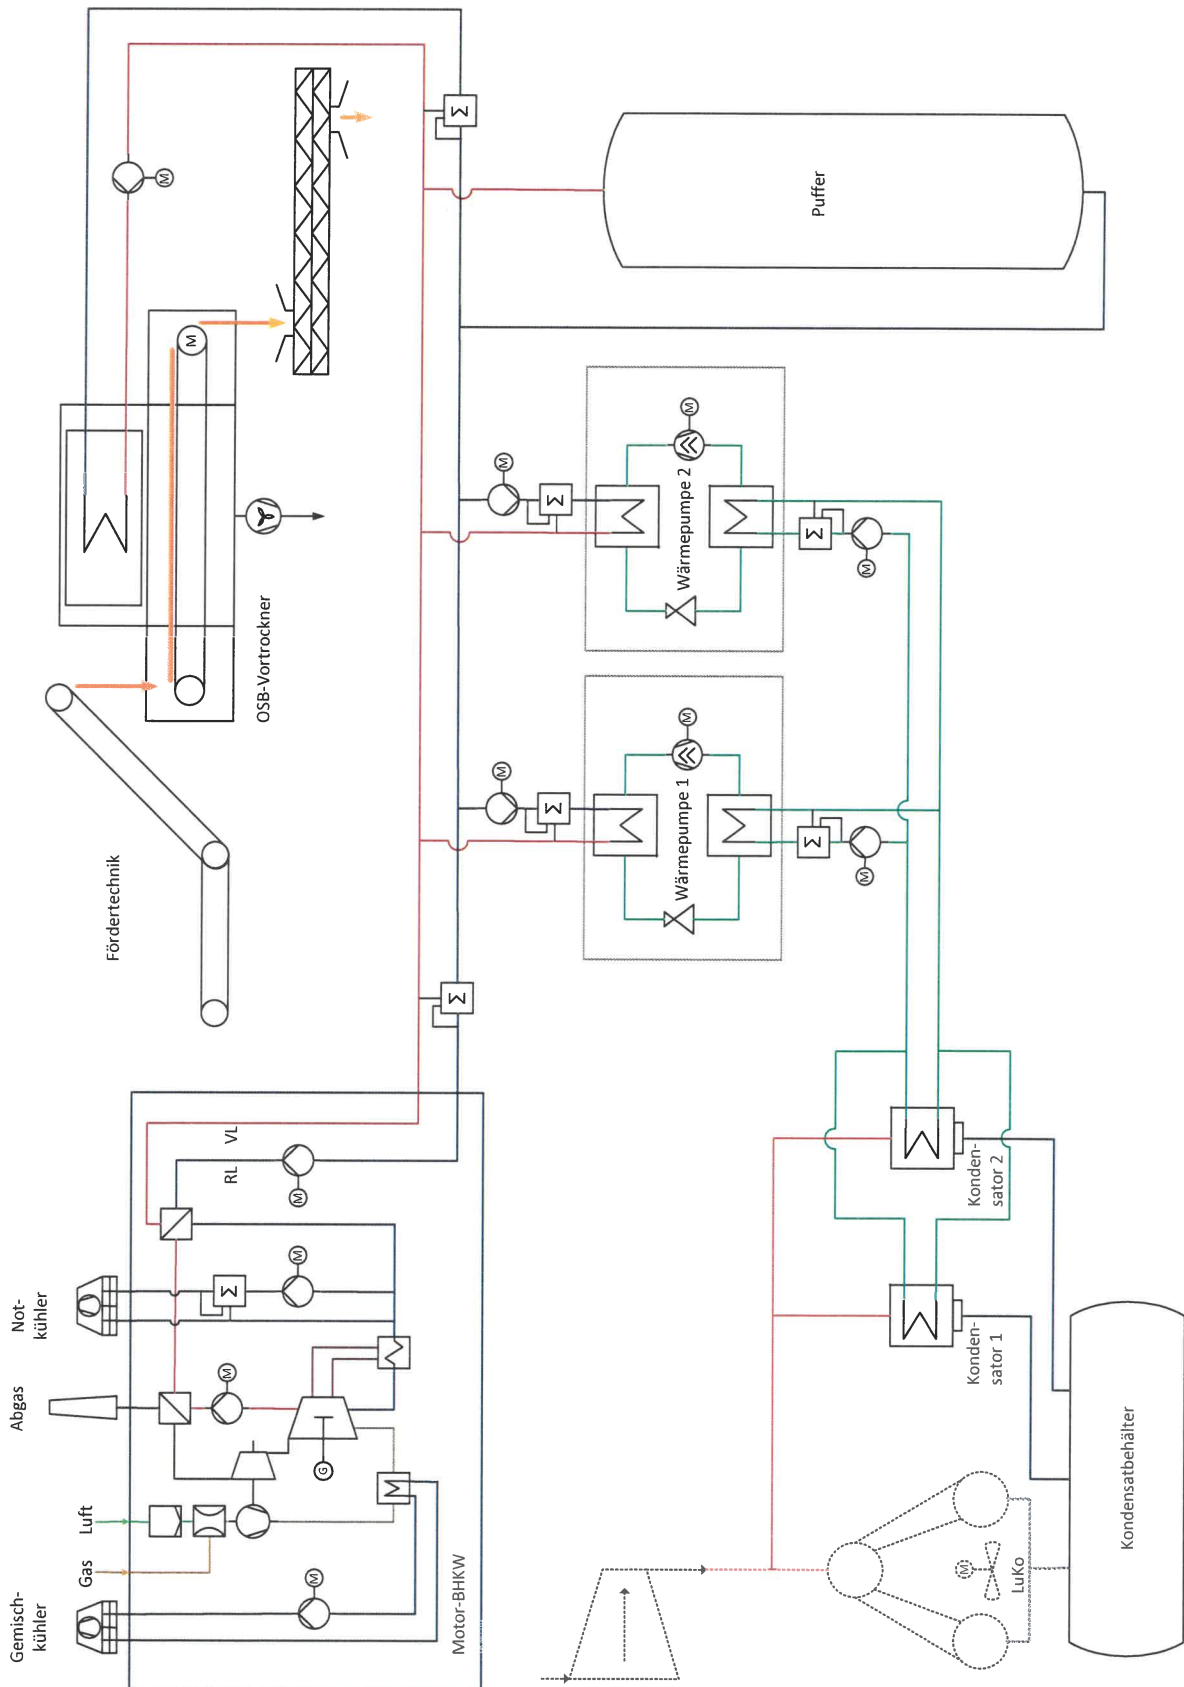 Gemisch-
kühler
Gas
Luft
Abgas
Not-
kühler
Fördertechnik
OSB-Vortrockner
M
M
G
M
M
M
M
RL
VL
Σ
Σ
Σ
Motor-BHKW
M
Σ
Wärmepumpe 1
M
Σ
M
M
Σ
Wärmepumpe 2
M
Σ
M
Puffer
LuKo
M
Konden-
sator 1
Konden-
sator 2
Kondensatbehälter